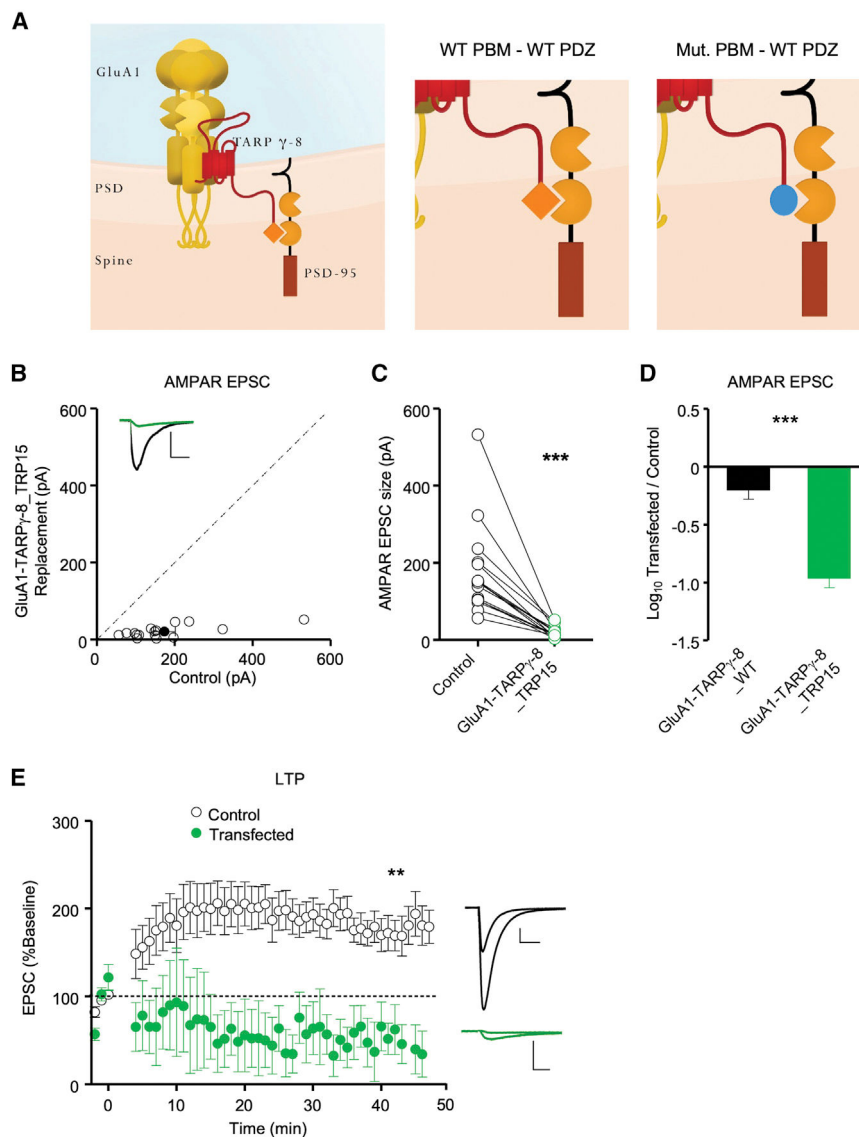 A
GluA1
TARP γ-8
PSD
Spine
PSD-95
WT PBM - WT PDZ
Mut. PBM - WT PDZ
B
AMPAR EPSC
GluA1-TARPγ-8_TRP15
Replacement (pA)
600
400
200
0
0
200
400
600
Control (pA)
C
AMPAR EPSC size (pA)
600
400
200
0
***
Control
GluA1-TARPγ-8
_TRP15
D
AMPAR EPSC
Log10 Transfected / Control
0.5
0
-0.5
-1.0
-1.5
***
GluA1-TARPγ-8
_WT
GluA1-TARPγ-8
_TRP15
E
LTP
Control
Transfected
EPSC (%Baseline)
300
200
100
0
**
0
10
20
30
40
50
Time (min)